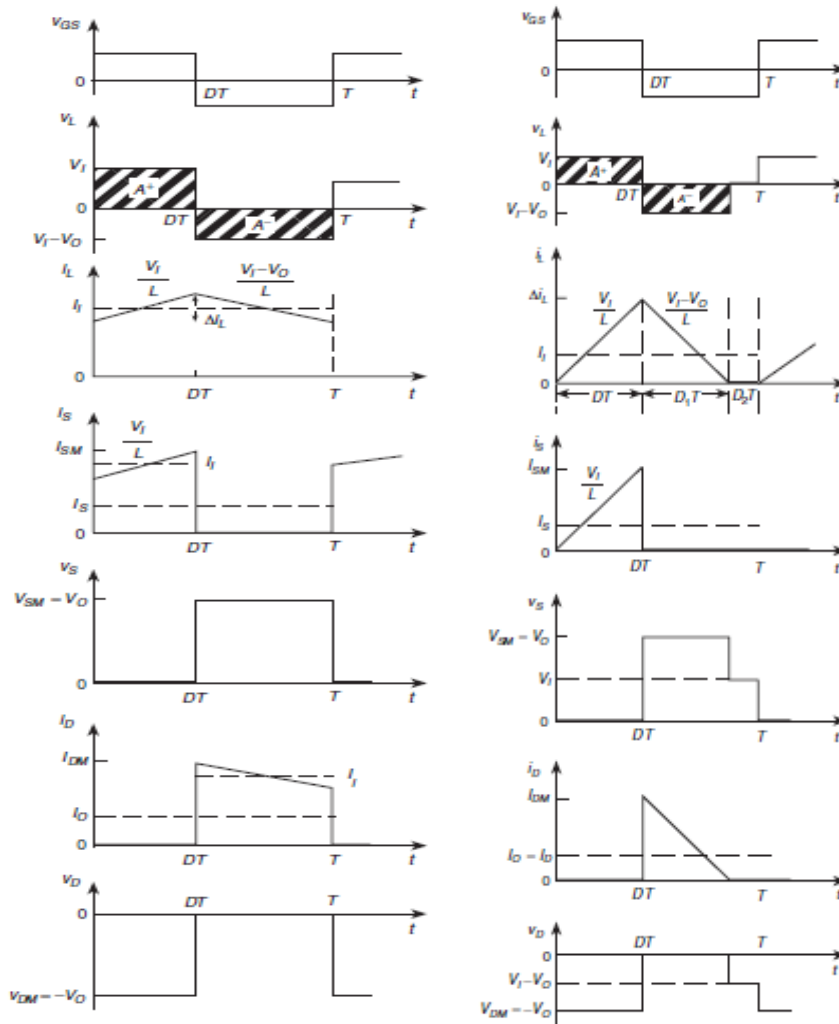 v_GS
0
DT
T
t
v_L
V_I
A⁺
0
DT
A⁻
T
t
V_I–V_O
i_L
V_I
L
V_I–V_O
L
I_I
Δi_L
0
DT
T
t
i_S
I_SM
V_I
L
I_I
I_S
0
DT
T
t
v_S
V_SM – V_O
0
DT
T
t
i_D
I_DM
I_I
I_O
0
DT
T
t
v_D
DT
T
0
t
v_DM = –V_O
v_GS
0
DT
T
t
v_L
V_I
A⁺
0
DT
A⁻
T
t
V_I–V_O
i_L
Δi_L
V_I
L
V_I–V_O
L
I_I
0
DT
D₁T
D₂T
t
i_S
I_SM
V_I
L
I_S
0
DT
T
t
v_S
V_SM – V_O
V_I
0
DT
T
t
i_D
I_DM
I_O – I_D
0
DT
T
t
v_D
DT
T
0
t
V_I–V_O
V_DM = –V_O